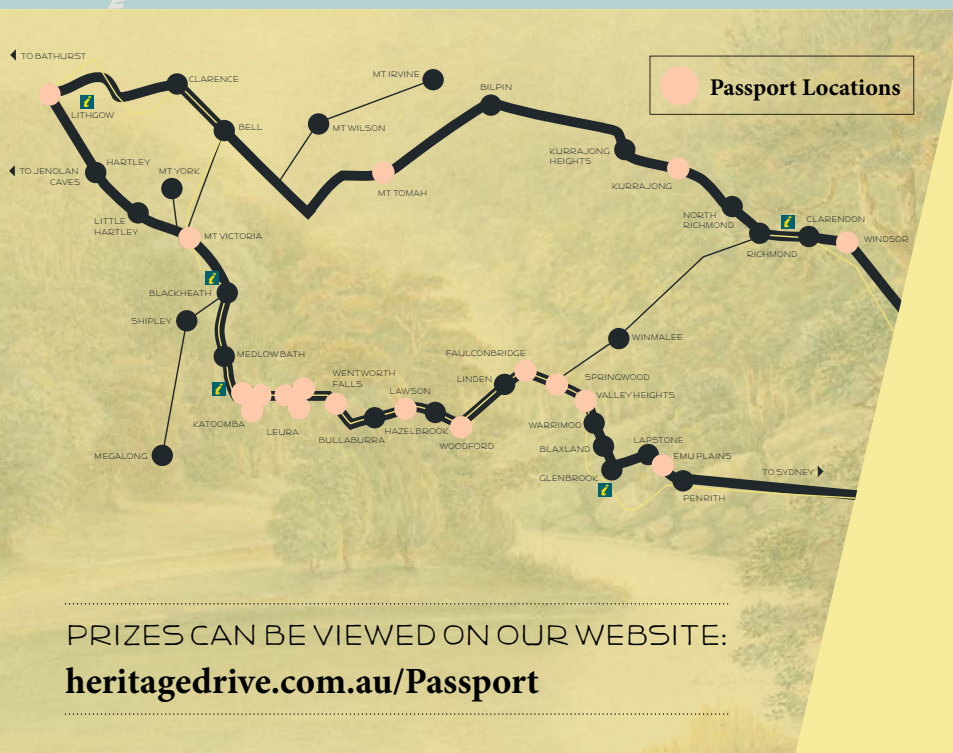 TO BATHURST
LITHGOW
CLARENCE
BELL
MT IRVINE
MT WILSON
BILPIN
MT TOMAH
Passport Locations
KURRAJONG
HEIGHTS
KURRAJONG
NORTH
RICHMOND
RICHMOND
CLARENDON
WINDSOR
TO JENOLAN
CAVES
HARTLEY
MT YORK
LITTLE
HARTLEY
MT VICTORIA
BLACKHEATH
SHIPLEY
MEDLOW BATH
MEGALONG
KATOOMBA
LEURA
WENTWORTH
FALLS
BULLABURRA
LAWSON
HAZELBROOK
WOODFORD
LINDEN
FAULCONBRIDGE
WINMALEE
SPRINGWOOD
VALLEY HEIGHTS
WARRIMOO
BLAXLAND
GLENBROOK
LAPSTONE
EMU PLAINS
PENRITH
TO SYDNEY
i
i
i
i
i
PRIZES CAN BE VIEWED ON OUR WEBSITE:
heritagedrive.com.au/Passport